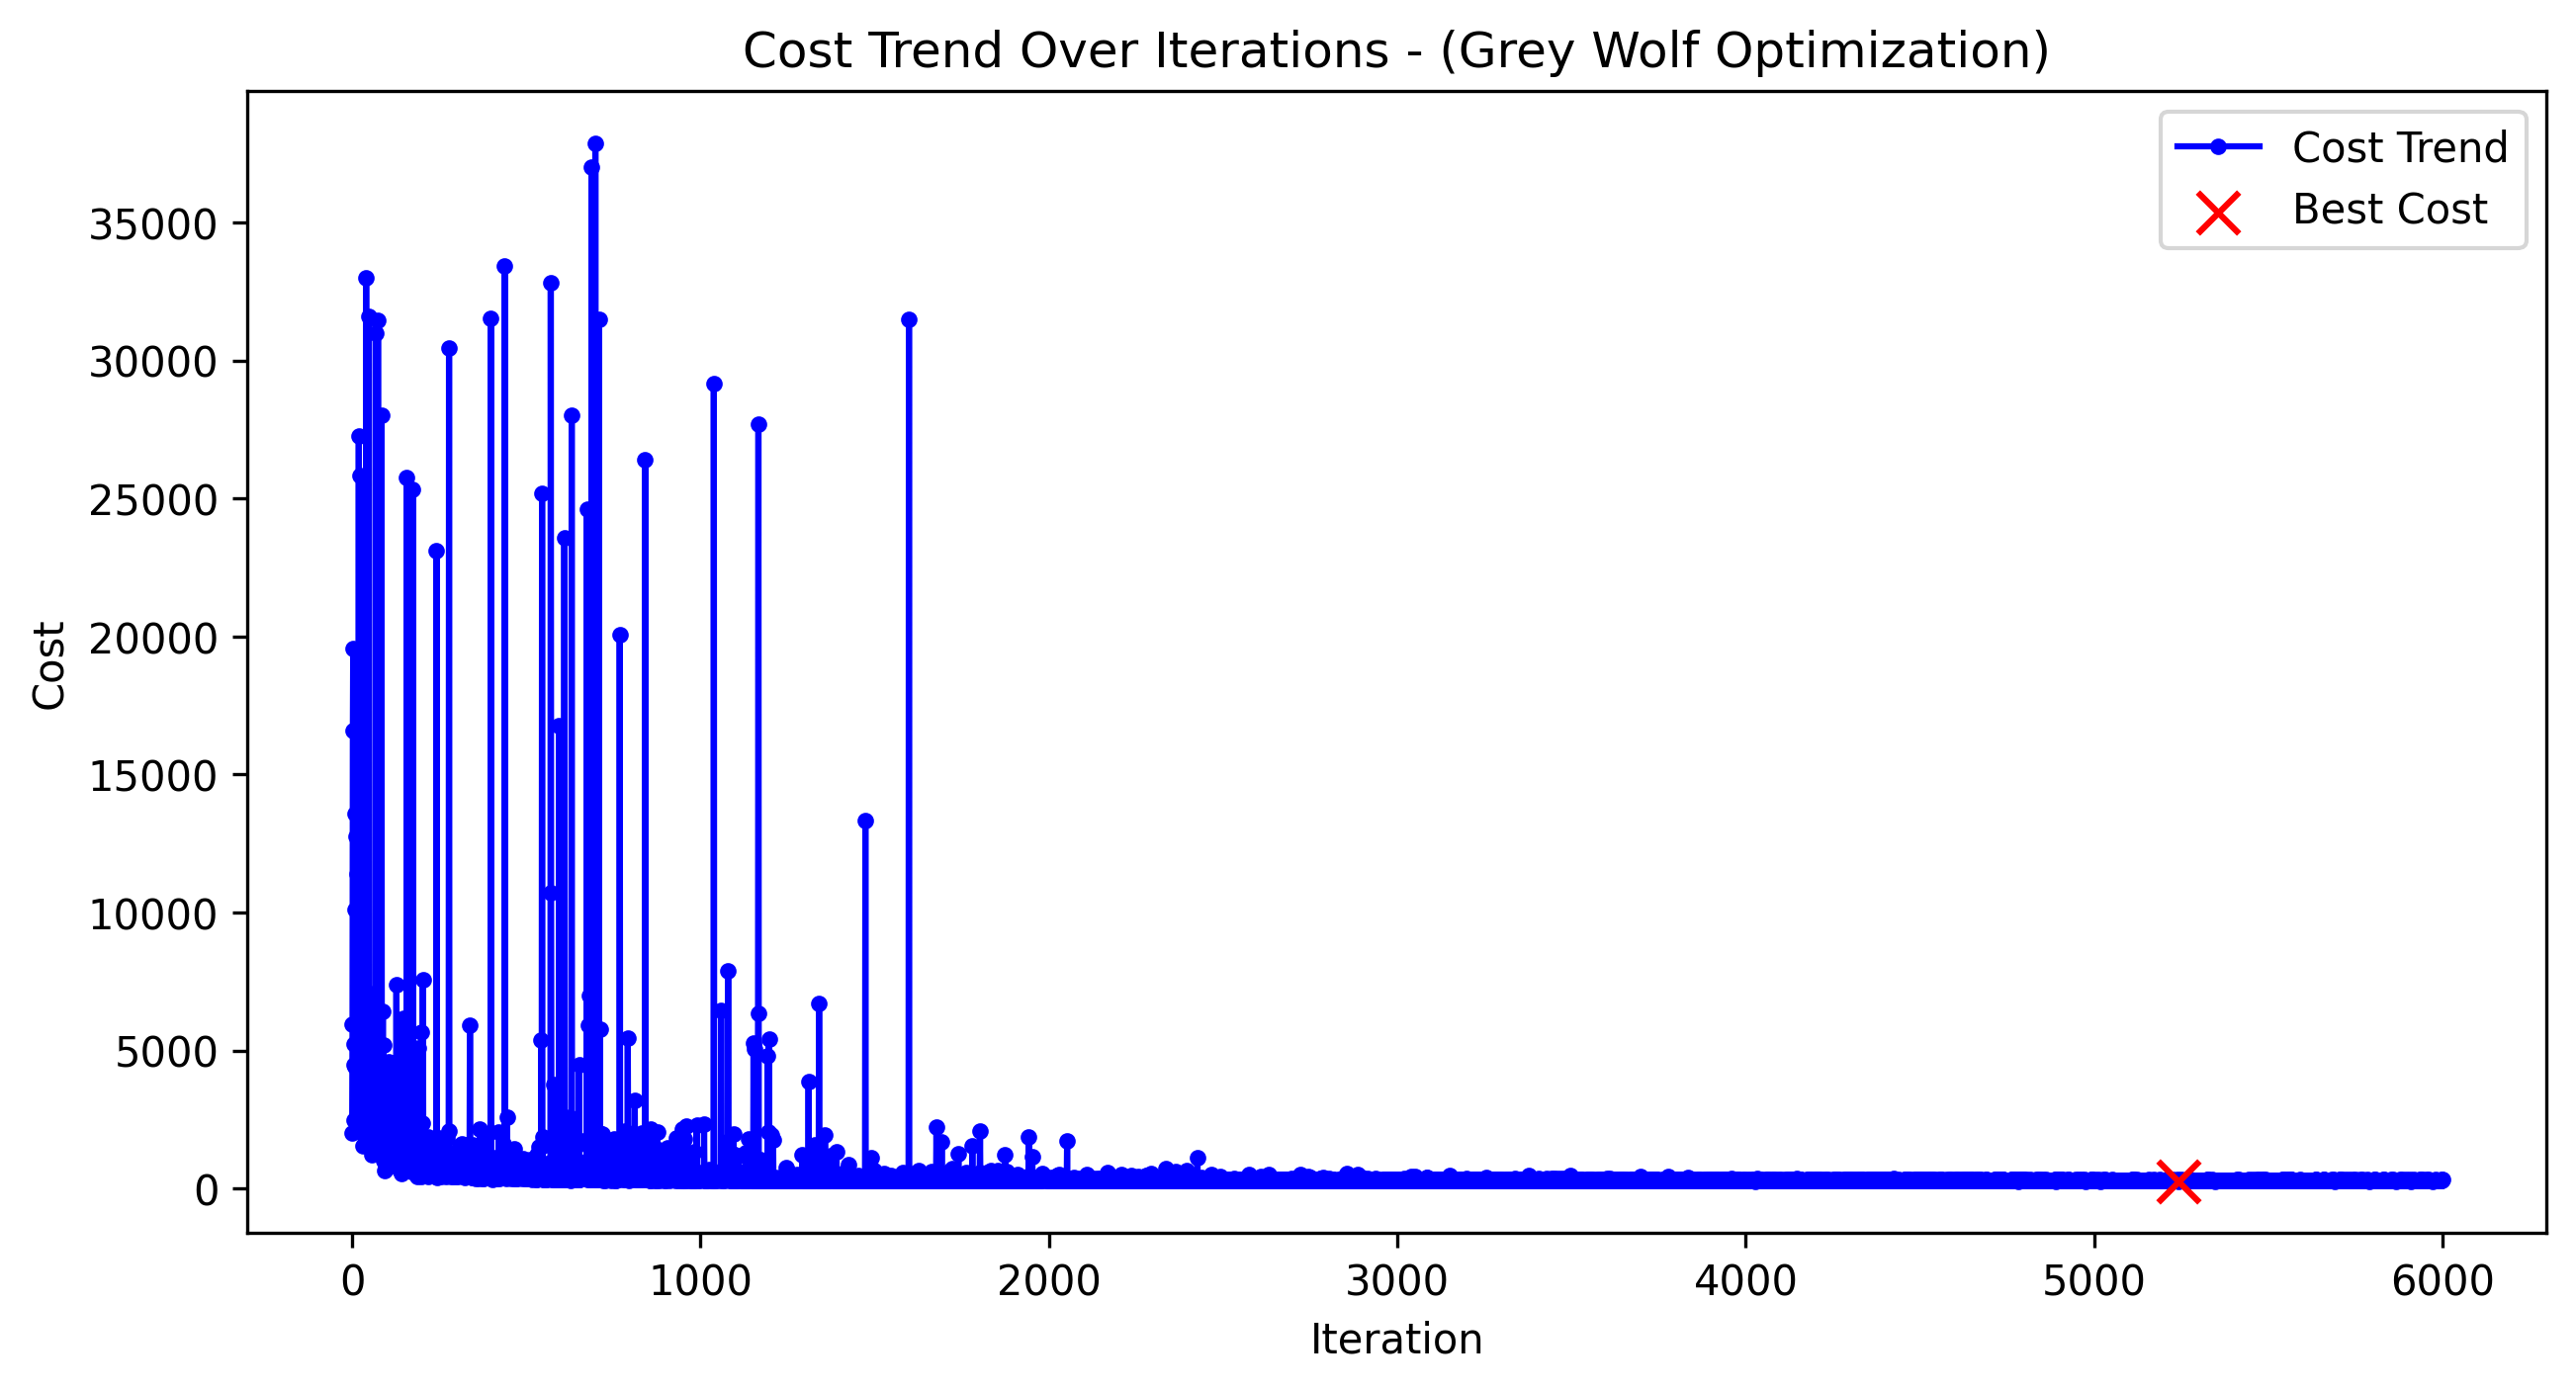 Cost Trend Over Iterations - (Grey Wolf Optimization)
Cost Trend
Best Cost
35000
30000
25000
20000
15000
10000
5000
0
Cost
0 1000 2000 3000 4000 5000 6000
Iteration